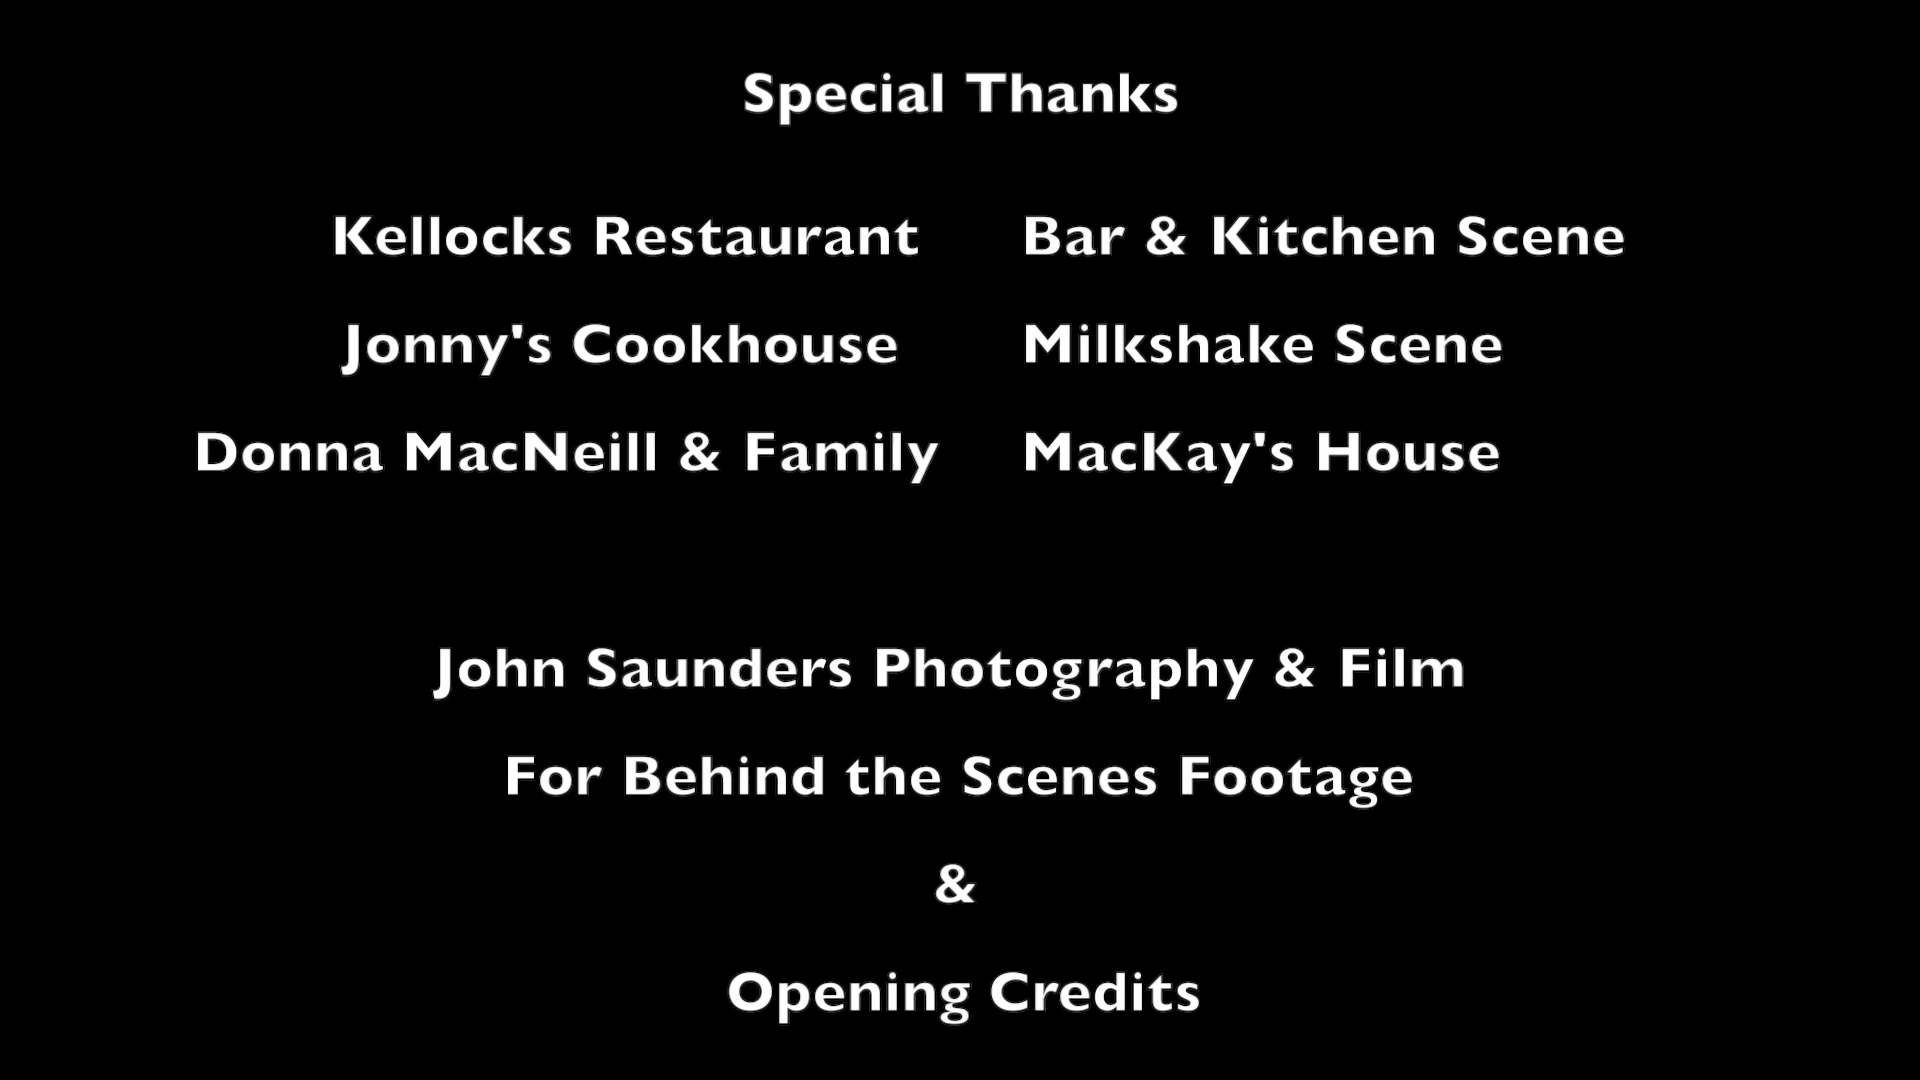 Special Thanks
Kellocks Restaurant Bar & Kitchen Scene
Jonny's Cookhouse Milkshake Scene
Donna MacNeill & Family MacKay's House
John Saunders Photography & Film
For Behind the Scenes Footage
&
Opening Credits